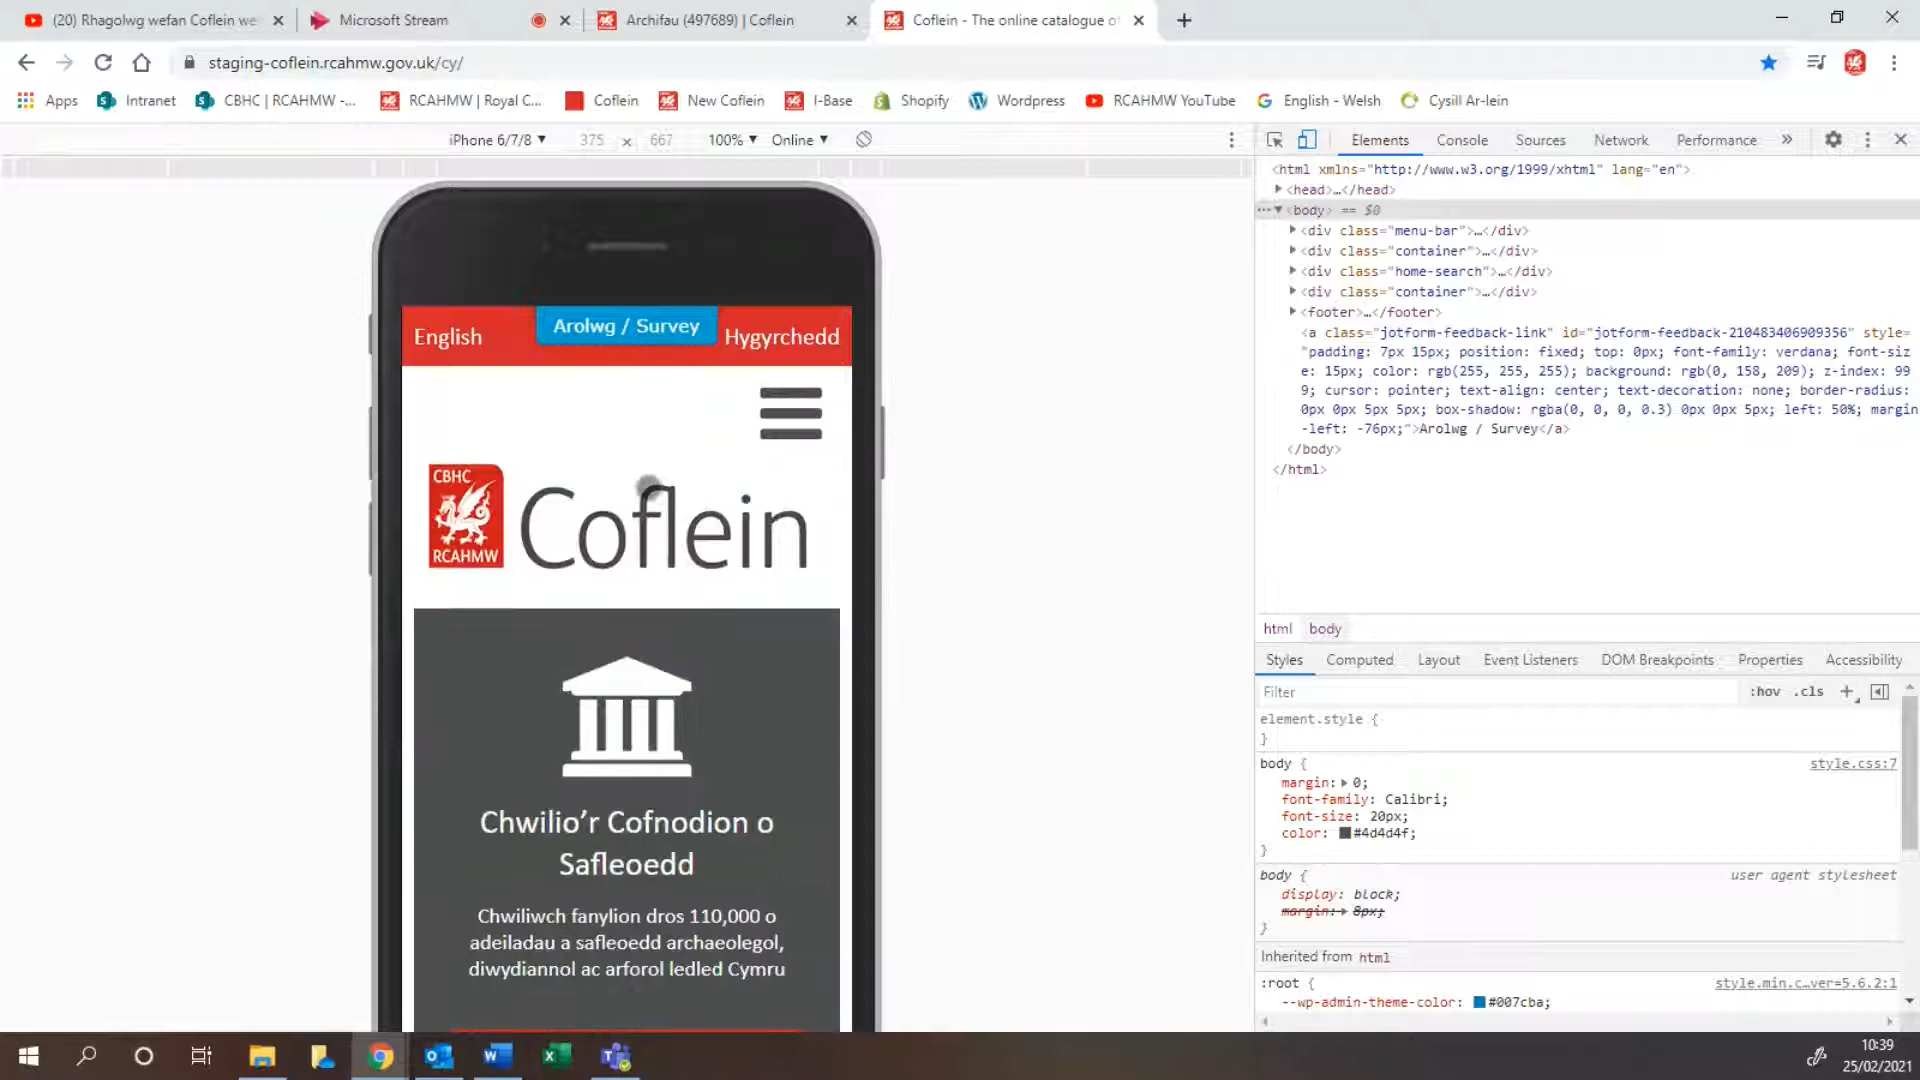 (20) Rhagolwg wefan Coflein we
Microsoft Stream
Archifau (497689) | Coflein
Coflein - The online catalogue o
staging-coflein.rcahmw.gov.uk/cy/
Apps
Intranet
CBHC | RCAHMW -...
RCAHMW | Royal C...
Coflein
New Coflein
I-Base
Shopify
Wordpress
RCAHMW YouTube
English - Welsh
Cysill Ar-lein
iPhone 6/7/8 ▼ 375 x 667 100% ▼ Online ▼
Elements Console Sources Network Performance »
English
Arolwg / Survey
Hygyrchedd
CBHC
RCAHMW
Coflein
Chwilio’r Cofnodion o
Safleoedd
Chwiliwch fanylion dros 110,000 o
adeiladau a safleoedd archaeolegol,
diwydiannol ac arforol ledled Cymru
<html xmlns="http://www.w3.org/1999/xhtml" lang="en">
<head>…</head>
<body> == $0
<div class="menu-bar">…</div>
<div class="container">…</div>
<div class="home-search">…</div>
<div class="container">…</div>
<footer>…</footer>
<a class="jotform-feedback-link" id="jotform-feedback-210483406909356" style=
"padding: 7px 15px; position: fixed; top: 0px; font-family: verdana; font-siz
e: 15px; color: rgb(255, 255, 255); background: rgb(0, 158, 209); z-index: 99
9; cursor: pointer; text-align: center; text-decoration: none; border-radius:
0px 0px 5px 5px; box-shadow: rgba(0, 0, 0, 0.3) 0px 0px 5px; left: 50%; margin
-left: -76px;">Arolwg / Survey</a>
</body>
</html>
html body
Styles Computed Layout Event Listeners DOM Breakpoints Properties Accessibility
Filter :hov .cls +
element.style {
}
body { style.css:7
margin: 0;
font-family: Calibri;
font-size: 20px;
color: #4d4d4f;
}
body { user agent stylesheet
display: block;
margin: 8px;
}
Inherited from html
:root { style.min.c…ver=5.6.2:1
--wp-admin-theme-color: #007cba;
10:39
25/02/2021